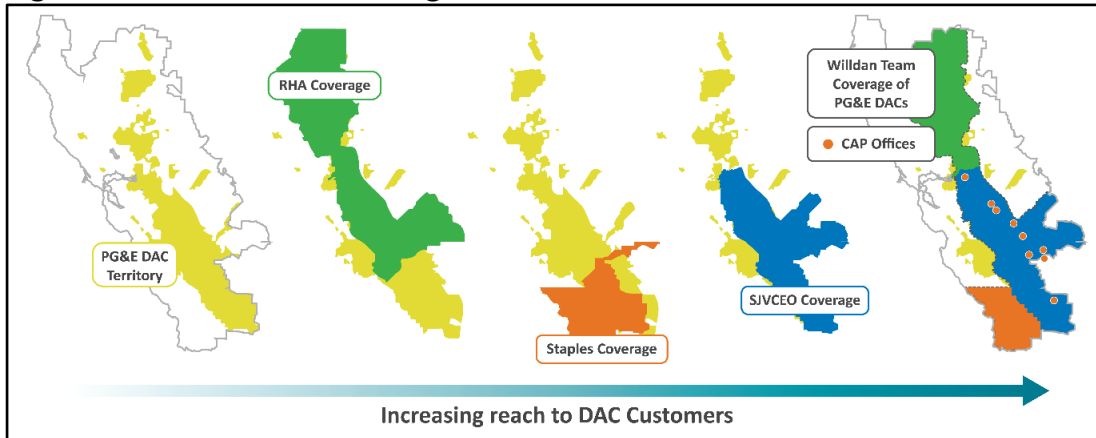 RHA Coverage
Willdan Team
Coverage of
PG&E DACs
CAP Offices
PG&E DAC
Territory
SJVCEO Coverage
Staples Coverage
Increasing reach to DAC Customers